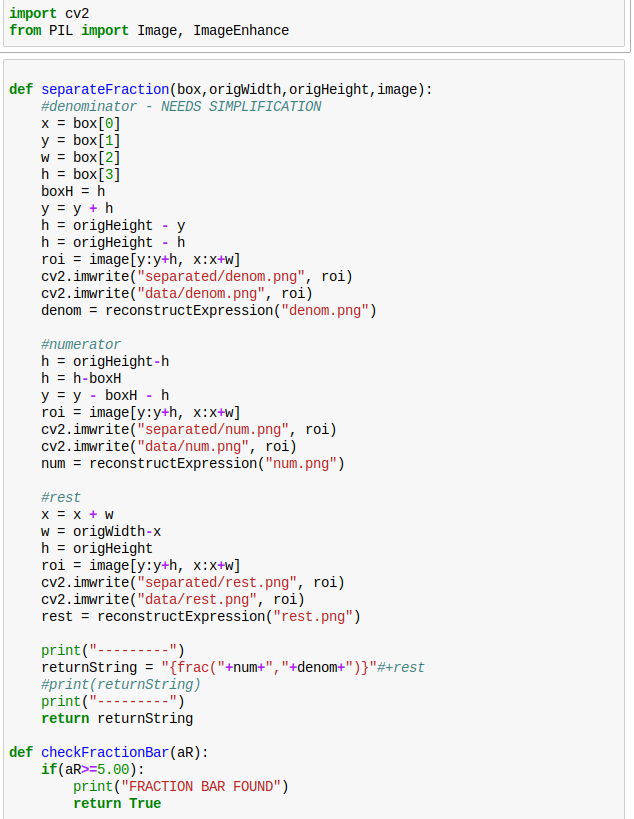 import cv2
from PIL import Image, ImageEnhance
def separateFraction(box,origWidth,origHeight,image):
    #denominator - NEEDS SIMPLIFICATION
    x = box[0]
    y = box[1]
    w = box[2]
    h = box[3]
    boxH = h
    y = y + h
    h = origHeight - y
    h = origHeight - h
    roi = image[y:y+h, x:x+w]
    cv2.imwrite("separated/denom.png", roi)
    cv2.imwrite("data/denom.png", roi)
    denom = reconstructExpression("denom.png")
    #numerator
    h = origHeight-h
    h = h-boxH
    y = y - boxH - h
    roi = image[y:y+h, x:x+w]
    cv2.imwrite("separated/num.png", roi)
    cv2.imwrite("data/num.png", roi)
    num = reconstructExpression("num.png")
    #rest
    x = x + w
    w = origWidth-x
    h = origHeight
    roi = image[y:y+h, x:x+w]
    cv2.imwrite("separated/rest.png", roi)
    cv2.imwrite("data/rest.png", roi)
    rest = reconstructExpression("rest.png")
    print("---------")
    returnString = "{frac("+num+","+denom+")}"#+rest
    #print(returnString)
    print("---------")
    return returnString
def checkFractionBar(aR):
    if(aR>=5.00):
        print("FRACTION BAR FOUND")
        return True